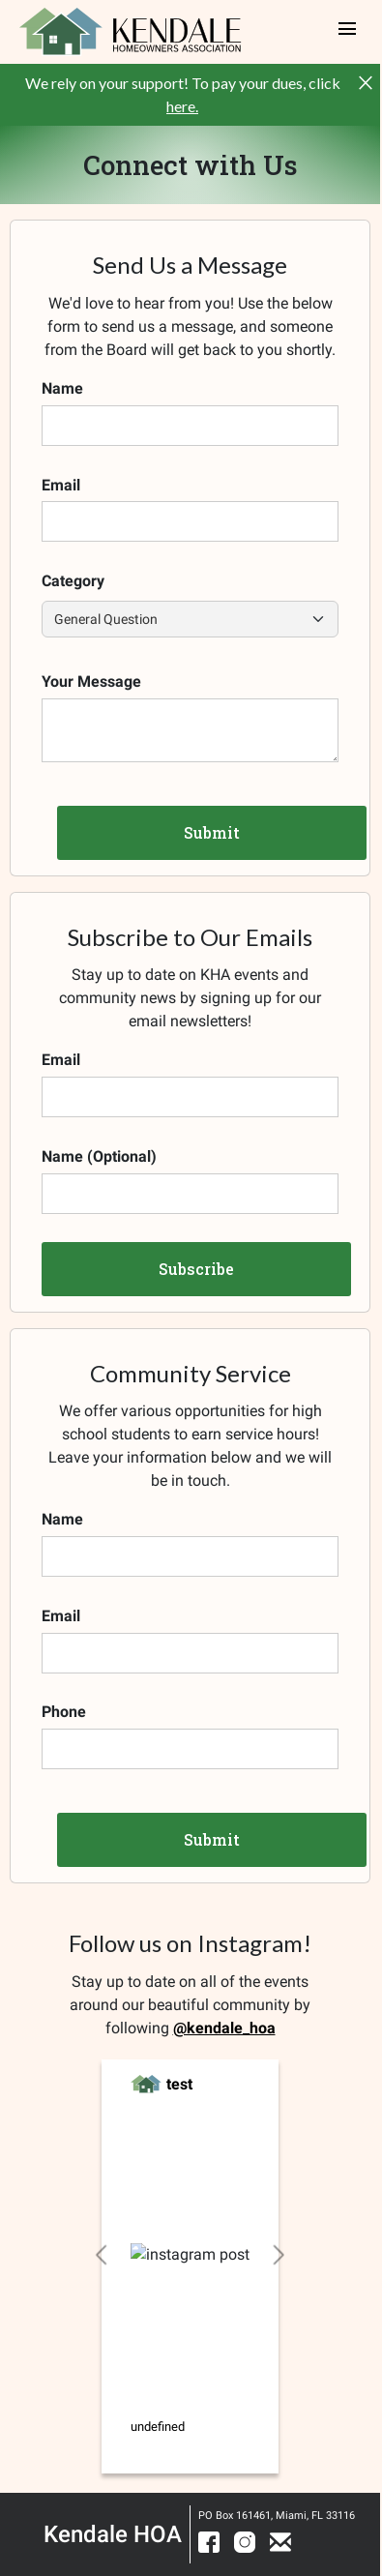 KENDALE
HOMEOWNERS ASSOCIATION
We rely on your support! To pay your dues, click
here.
Connect with Us
Send Us a Message
We'd love to hear from you! Use the below
form to send us a message, and someone
from the Board will get back to you shortly.
Name
Email
Category
General Question
Your Message
Submit
Subscribe to Our Emails
Stay up to date on KHA events and
community news by signing up for our
email newsletters!
Email
Name (Optional)
Subscribe
Community Service
We offer various opportunities for high
school students to earn service hours!
Leave your information below and we will
be in touch.
Name
Email
Phone
Submit
Follow us on Instagram!
Stay up to date on all of the events
around our beautiful community by
following @kendale_hoa
test
instagram post
undefined
Kendale HOA
PO Box 161461, Miami, FL 33116